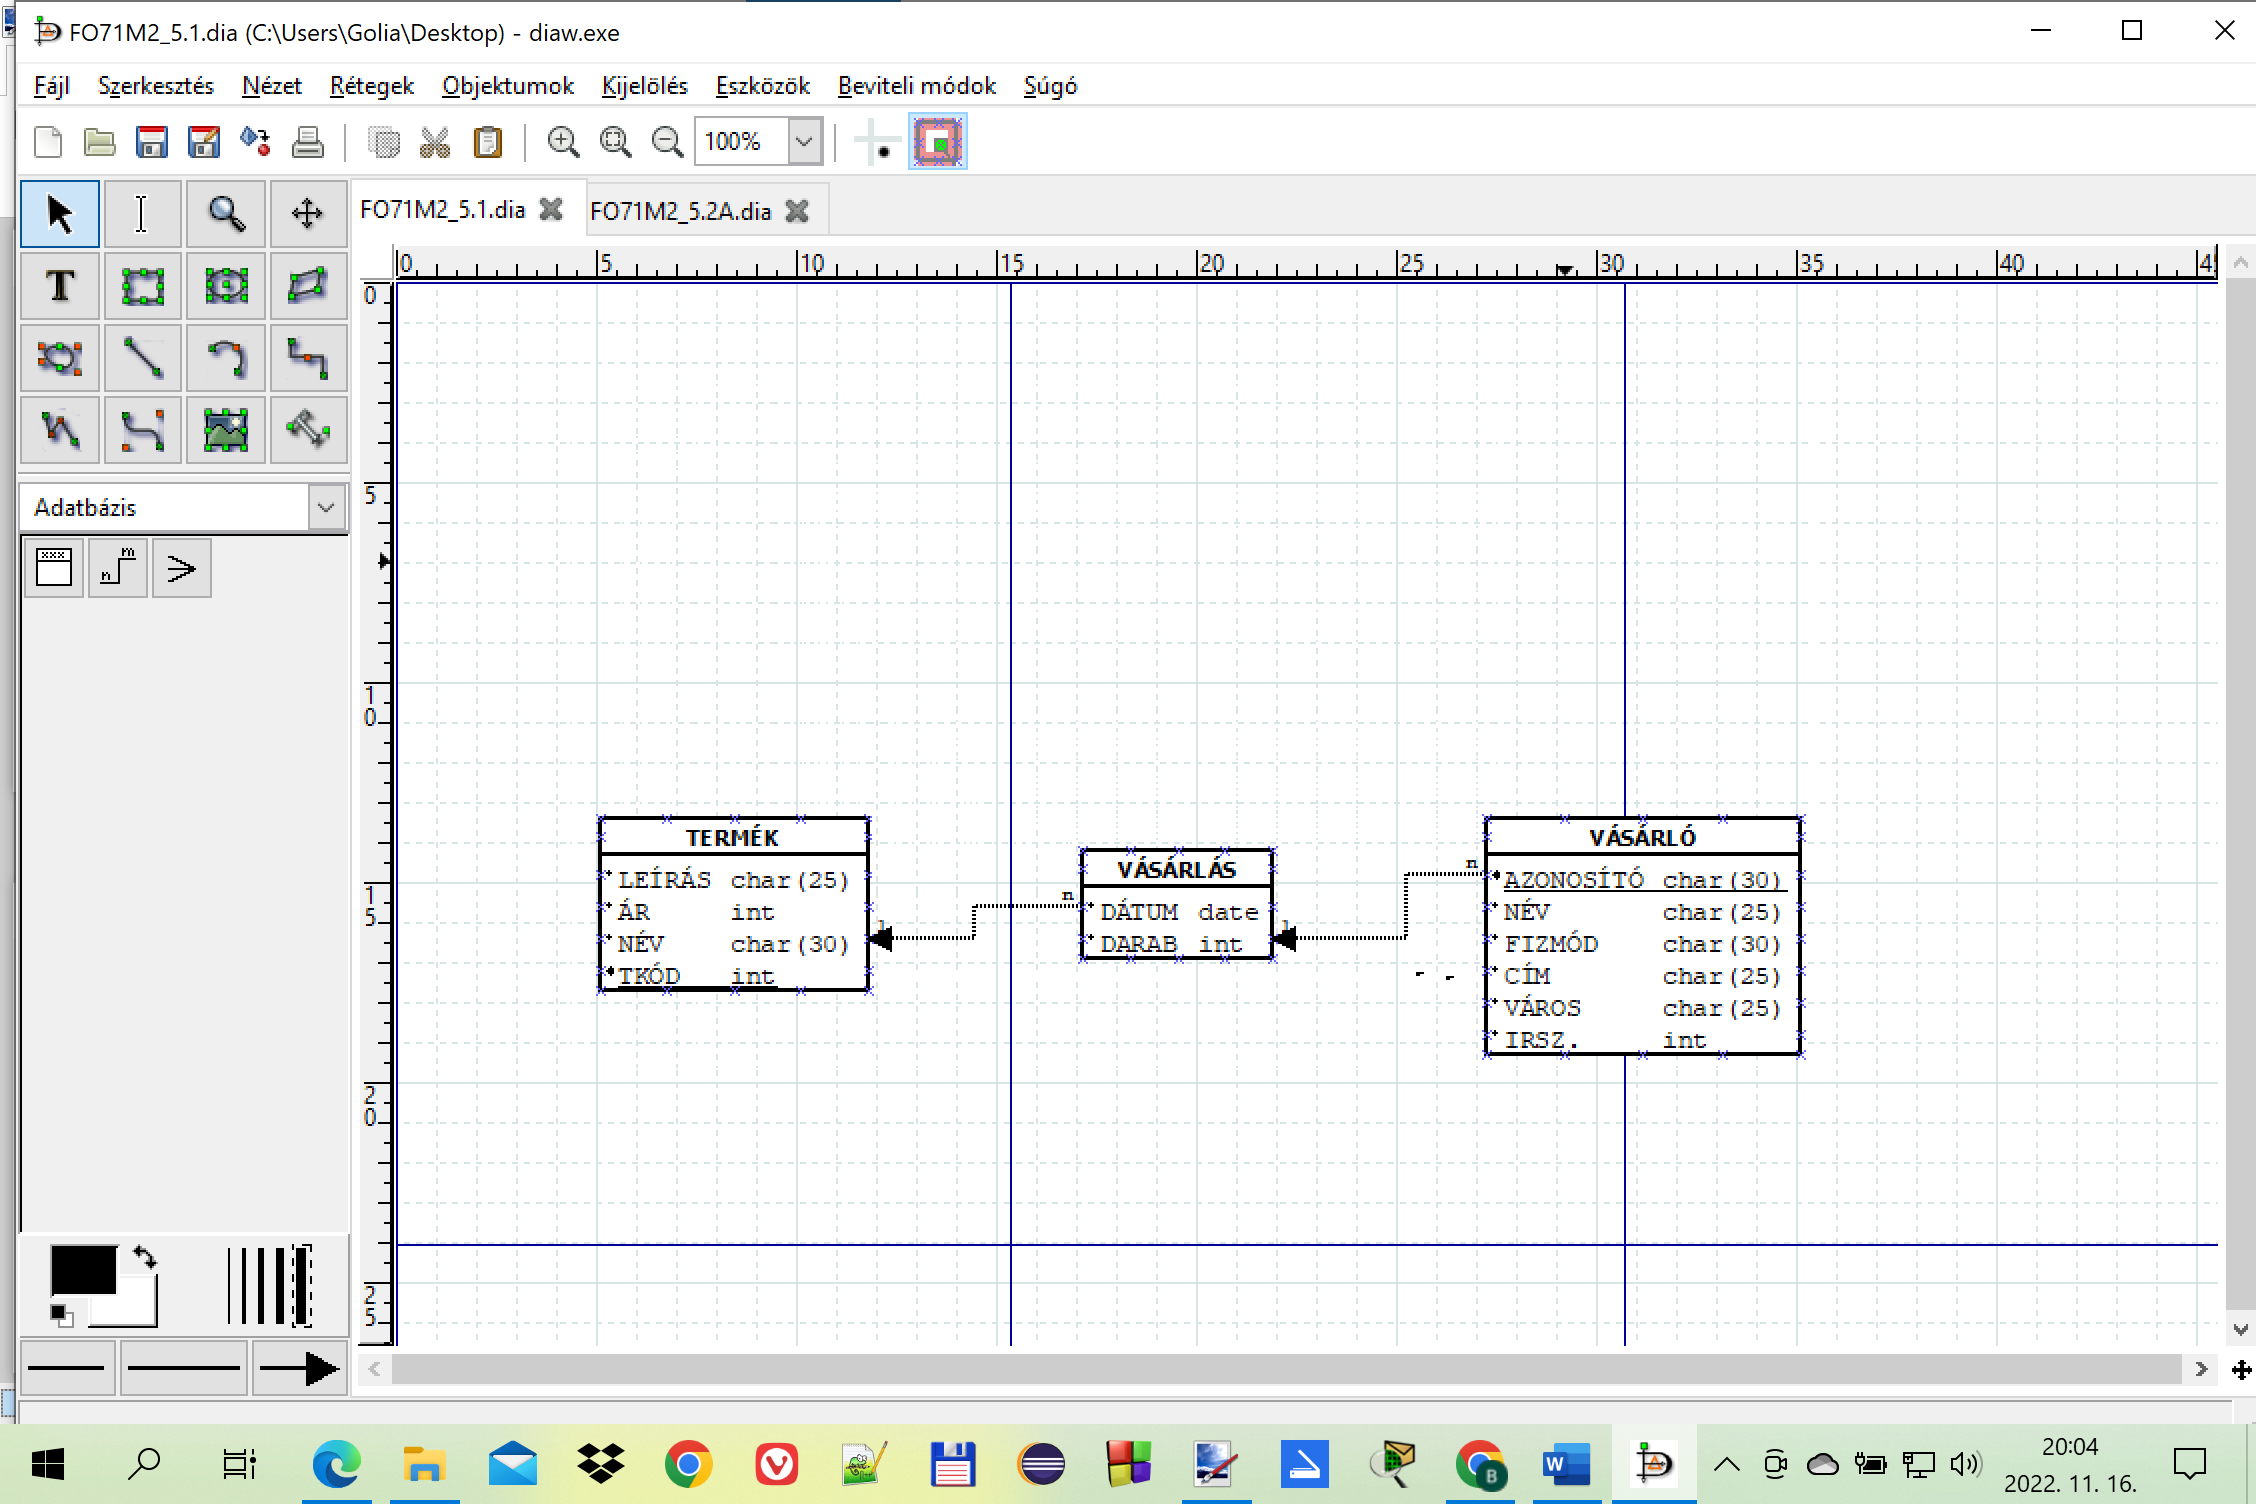 FO71M2_5.1.dia (C:\Users\Golia\Desktop) - diaw.exe
Fájl Szerkesztés Nézet Rétegek Objektumok Kijelölés Eszközök Beviteli módok Súgó
100%
FO71M2_5.1.dia FO71M2_5.2A.dia
T
0 5 10 15 20 25 30 35 40 4
0
5
10
15
20
25
Adatbázis
xxx m n
TERMÉK
LEÍRÁS char(25)
ÁR int
NÉV char(30)
TKÓD int
1
n
VÁSÁRLÁS
DÁTUM date
DARAB int
1
n
VÁSÁRLÓ
AZONOSÍTÓ char(30)
NÉV char(25)
FIZMÓD char(30)
CÍM char(25)
VÁROS char(25)
IRSZ. int
B
W
20:04
2022. 11. 16.